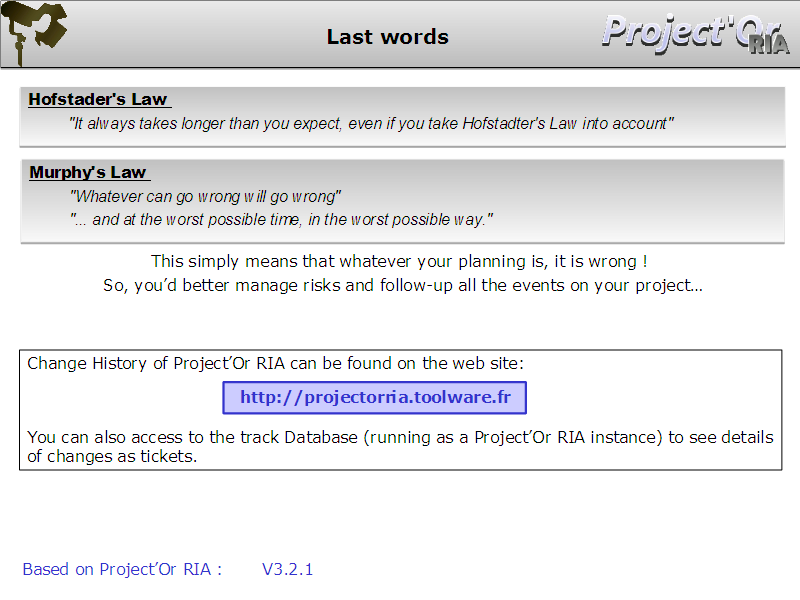 Last words
Project'Or
RIA
Hofstader's Law
"It always takes longer than you expect, even if you take Hofstadter's Law into account"
Murphy's Law
"Whatever can go wrong will go wrong"
"... and at the worst possible time, in the worst possible way."
This simply means that whatever your planning is, it is wrong !
So, you’d better manage risks and follow-up all the events on your project…
Change History of Project’Or RIA can be found on the web site:
http://projectorria.toolware.fr
You can also access to the track Database (running as a Project’Or RIA instance) to see details
of changes as tickets.
Based on Project’Or RIA : V3.2.1